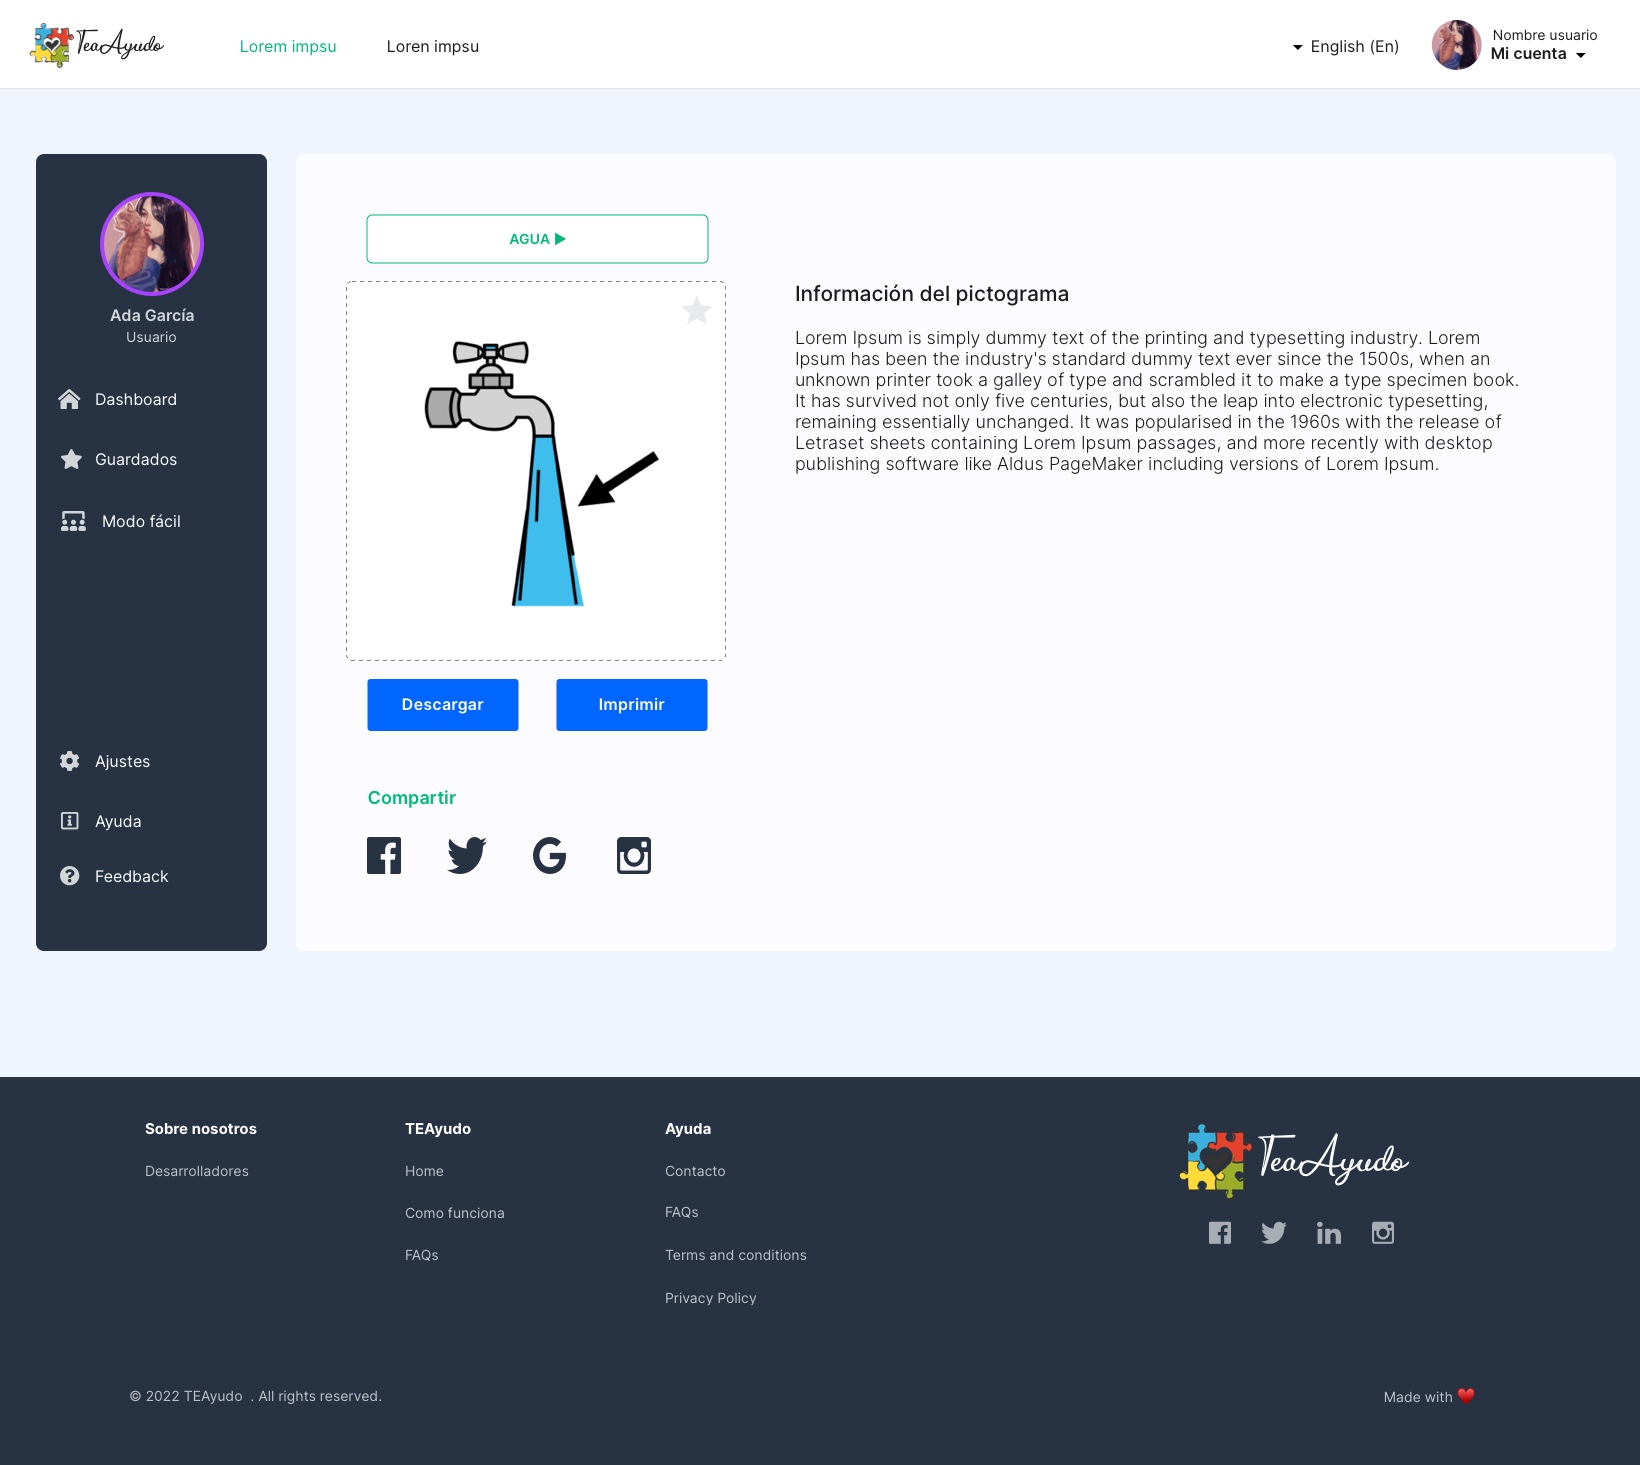 TeaAyudo
Lorem impsu
Loren impsu
English (En)
Nombre usuario
Mi cuenta
Ada García
Usuario
Dashboard
Guardados
Modo fácil
Ajustes
Ayuda
Feedback
AGUA
Descargar
Imprimir
Compartir
Información del pictograma
Lorem Ipsum is simply dummy text of the printing and typesetting industry. Lorem
Ipsum has been the industry's standard dummy text ever since the 1500s, when an
unknown printer took a galley of type and scrambled it to make a type specimen book.
It has survived not only five centuries, but also the leap into electronic typesetting,
remaining essentially unchanged. It was popularised in the 1960s with the release of
Letraset sheets containing Lorem Ipsum passages, and more recently with desktop
publishing software like Aldus PageMaker including versions of Lorem Ipsum.
Sobre nosotros
Desarrolladores
TEAyudo
Home
Como funciona
FAQs
Ayuda
Contacto
FAQs
Terms and conditions
Privacy Policy
TeaAyudo
© 2022 TEAyudo . All rights reserved.
Made with ❤️